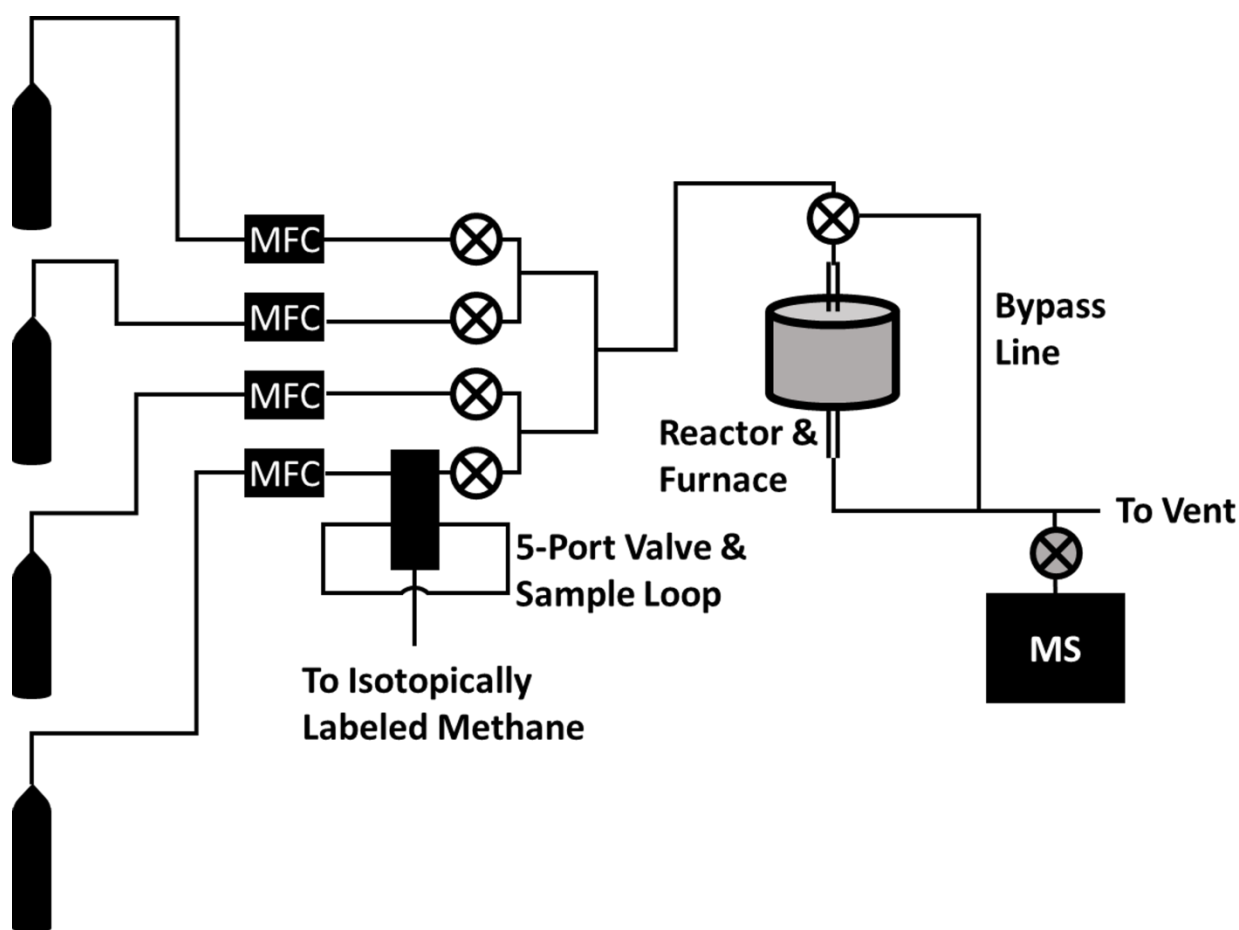 MFC
MFC
MFC
MFC
Bypass
Line
Reactor &
Furnace
To Vent
5-Port Valve &
Sample Loop
MS
To Isotopically
Labeled Methane